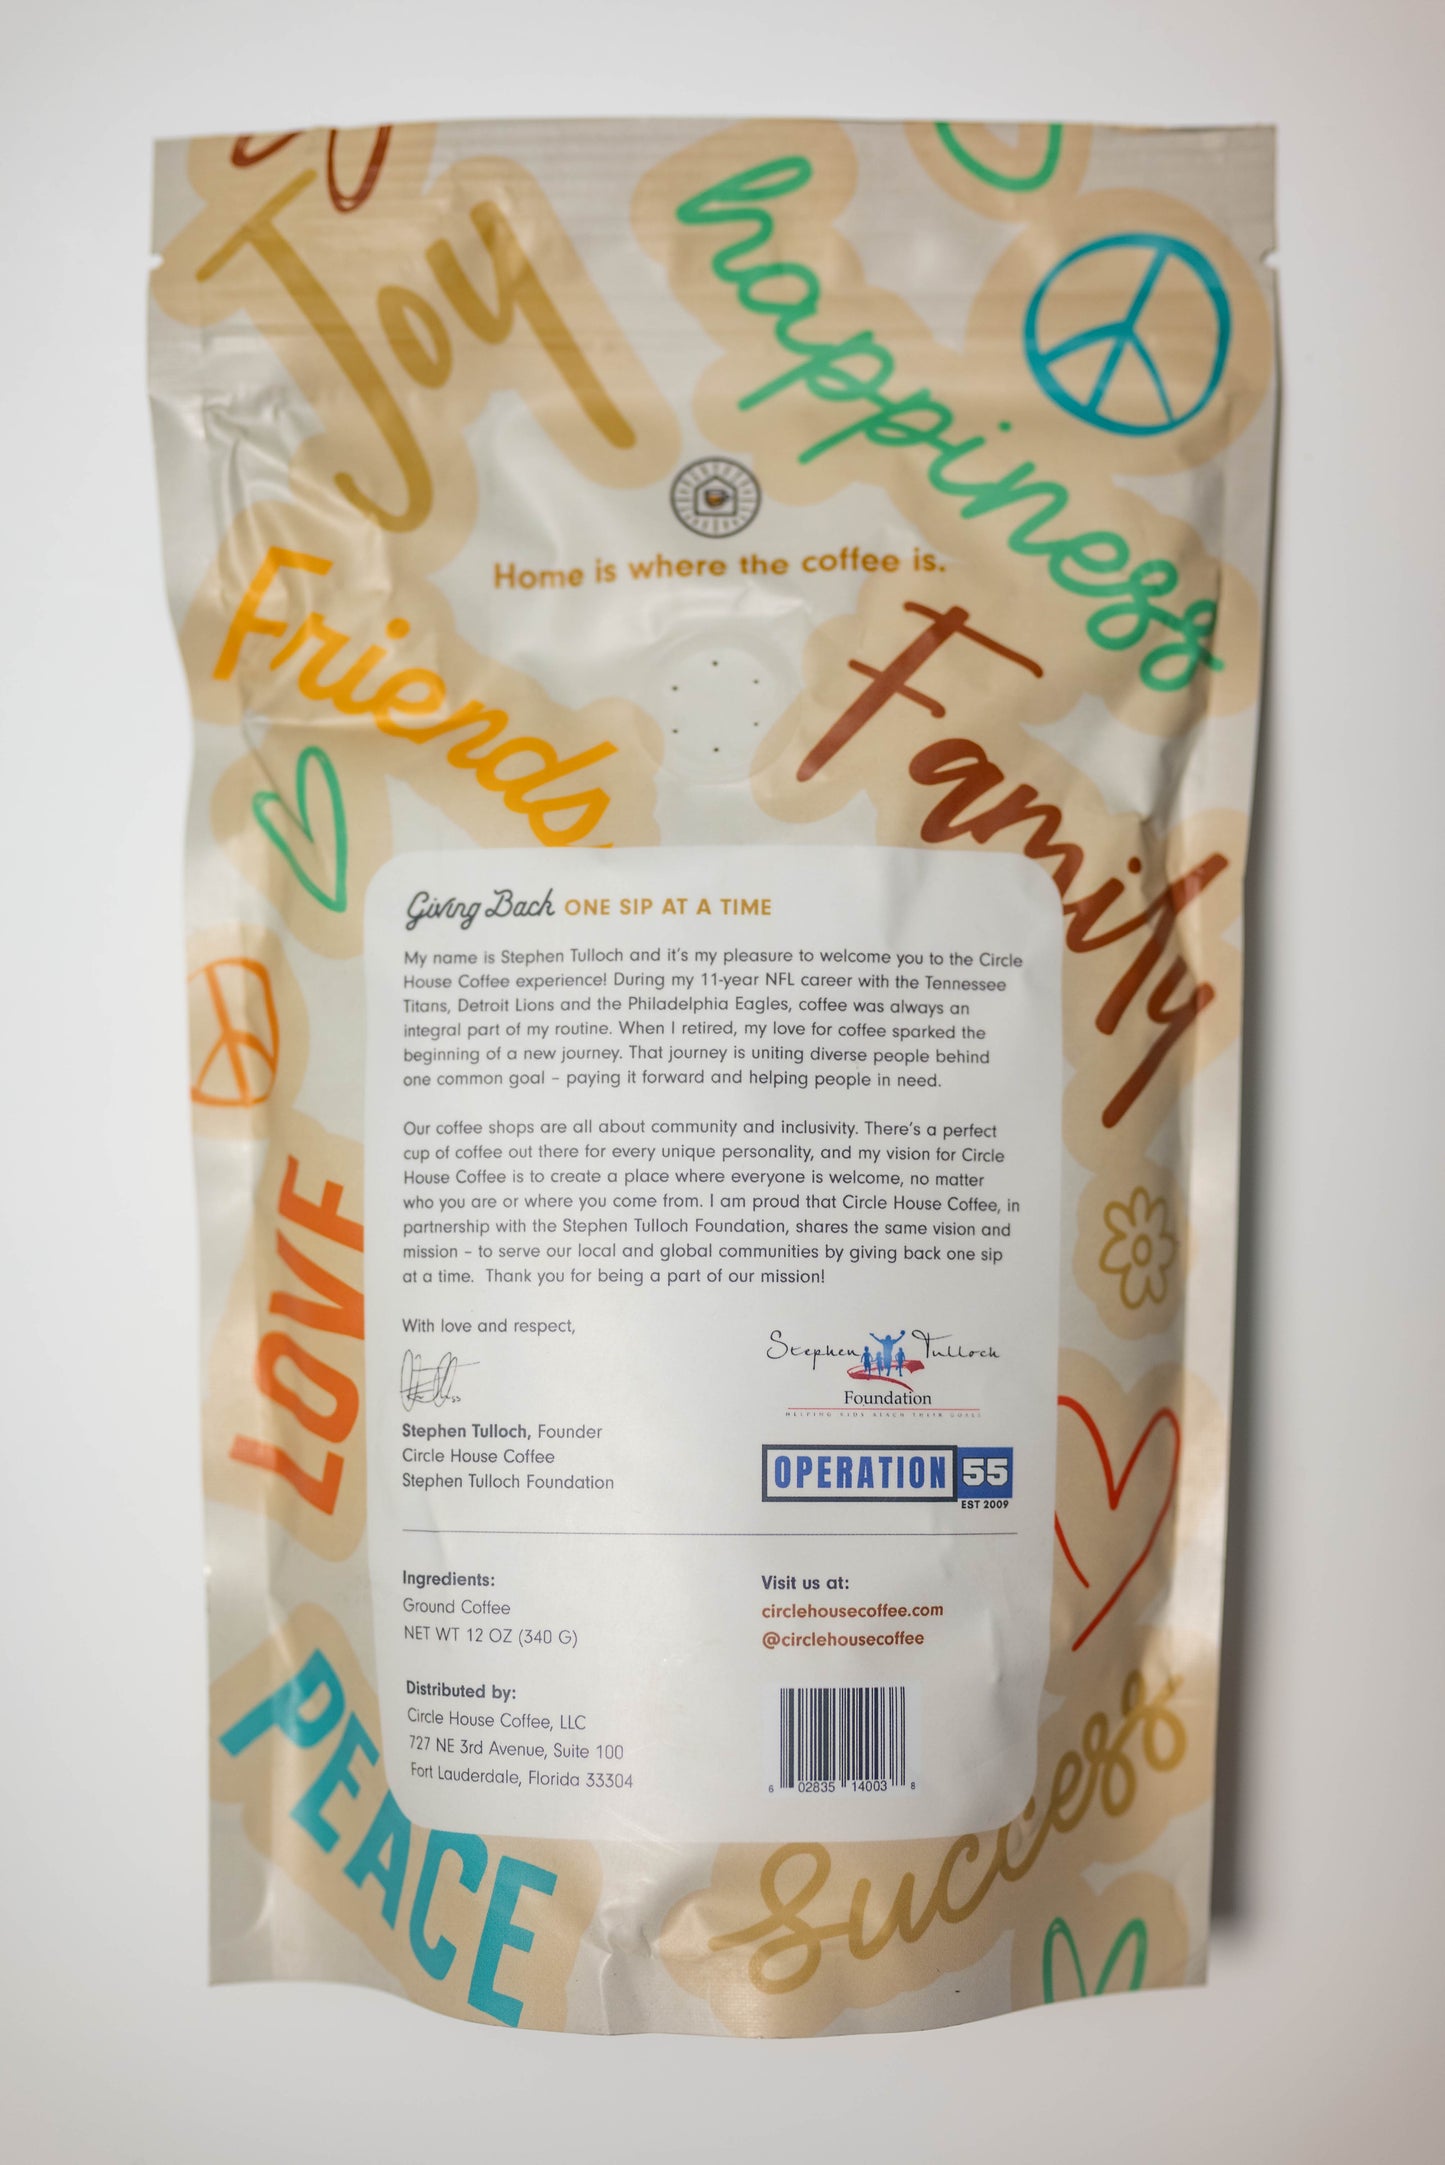 Joy
happiness
Home is where the coffee is.
Friends
Family
Giving Back ONE SIP AT A TIME
My name is Stephen Tulloch and it's my pleasure to welcome you to the Circle
House Coffee experience! During my 11-year NFL career with the Tennessee
Titans, Detroit Lions and the Philadelphia Eagles, coffee was always an
integral part of my routine. When I retired, my love for coffee sparked the
beginning of a new journey. That journey is uniting diverse people behind
one common goal – paying it forward and helping people in need.
Our coffee shops are all about community and inclusivity. There's a perfect
cup of coffee out there for every unique personality, and my vision for Circle
House Coffee is to create a place where everyone is welcome, no matter
who you are or where you come from. I am proud that Circle House Coffee, in
partnership with the Stephen Tulloch Foundation, shares the same vision and
mission – to serve our local and global communities by giving back one sip
at a time. Thank you for being a part of our mission!
LOVE
With love and respect,
Stephen Tulloch, Founder
Circle House Coffee
Stephen Tulloch Foundation
Stephen Tulloch
Foundation
HELPING KIDS REACH THEIR GOALS
OPERATION 55
EST 2009
Ingredients:
Ground Coffee
NET WT 12 OZ (340 G)
Distributed by:
Circle House Coffee, LLC
727 NE 3rd Avenue, Suite 100
Fort Lauderdale, Florida 33304
Visit us at:
circlehousecoffee.com
@circlehousecoffee
6 02835 14003 8
PEACE
success